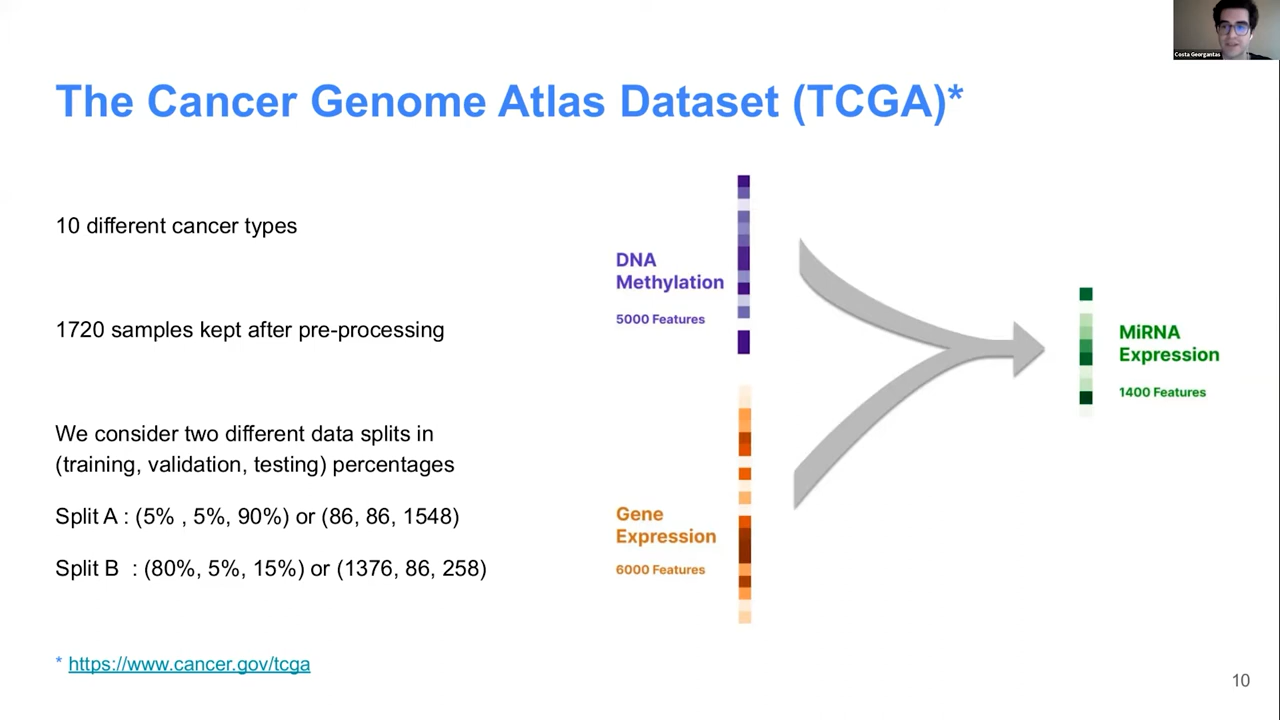 Costa Georgantas
The Cancer Genome Atlas Dataset (TCGA)*
10 different cancer types
1720 samples kept after pre-processing
We consider two different data splits in
(training, validation, testing) percentages
Split A : (5% , 5%, 90%) or (86, 86, 1548)
Split B : (80%, 5%, 15%) or (1376, 86, 258)
* https://www.cancer.gov/tcga
DNA
Methylation
5000 Features
Gene
Expression
6000 Features
MiRNA
Expression
1400 Features
10